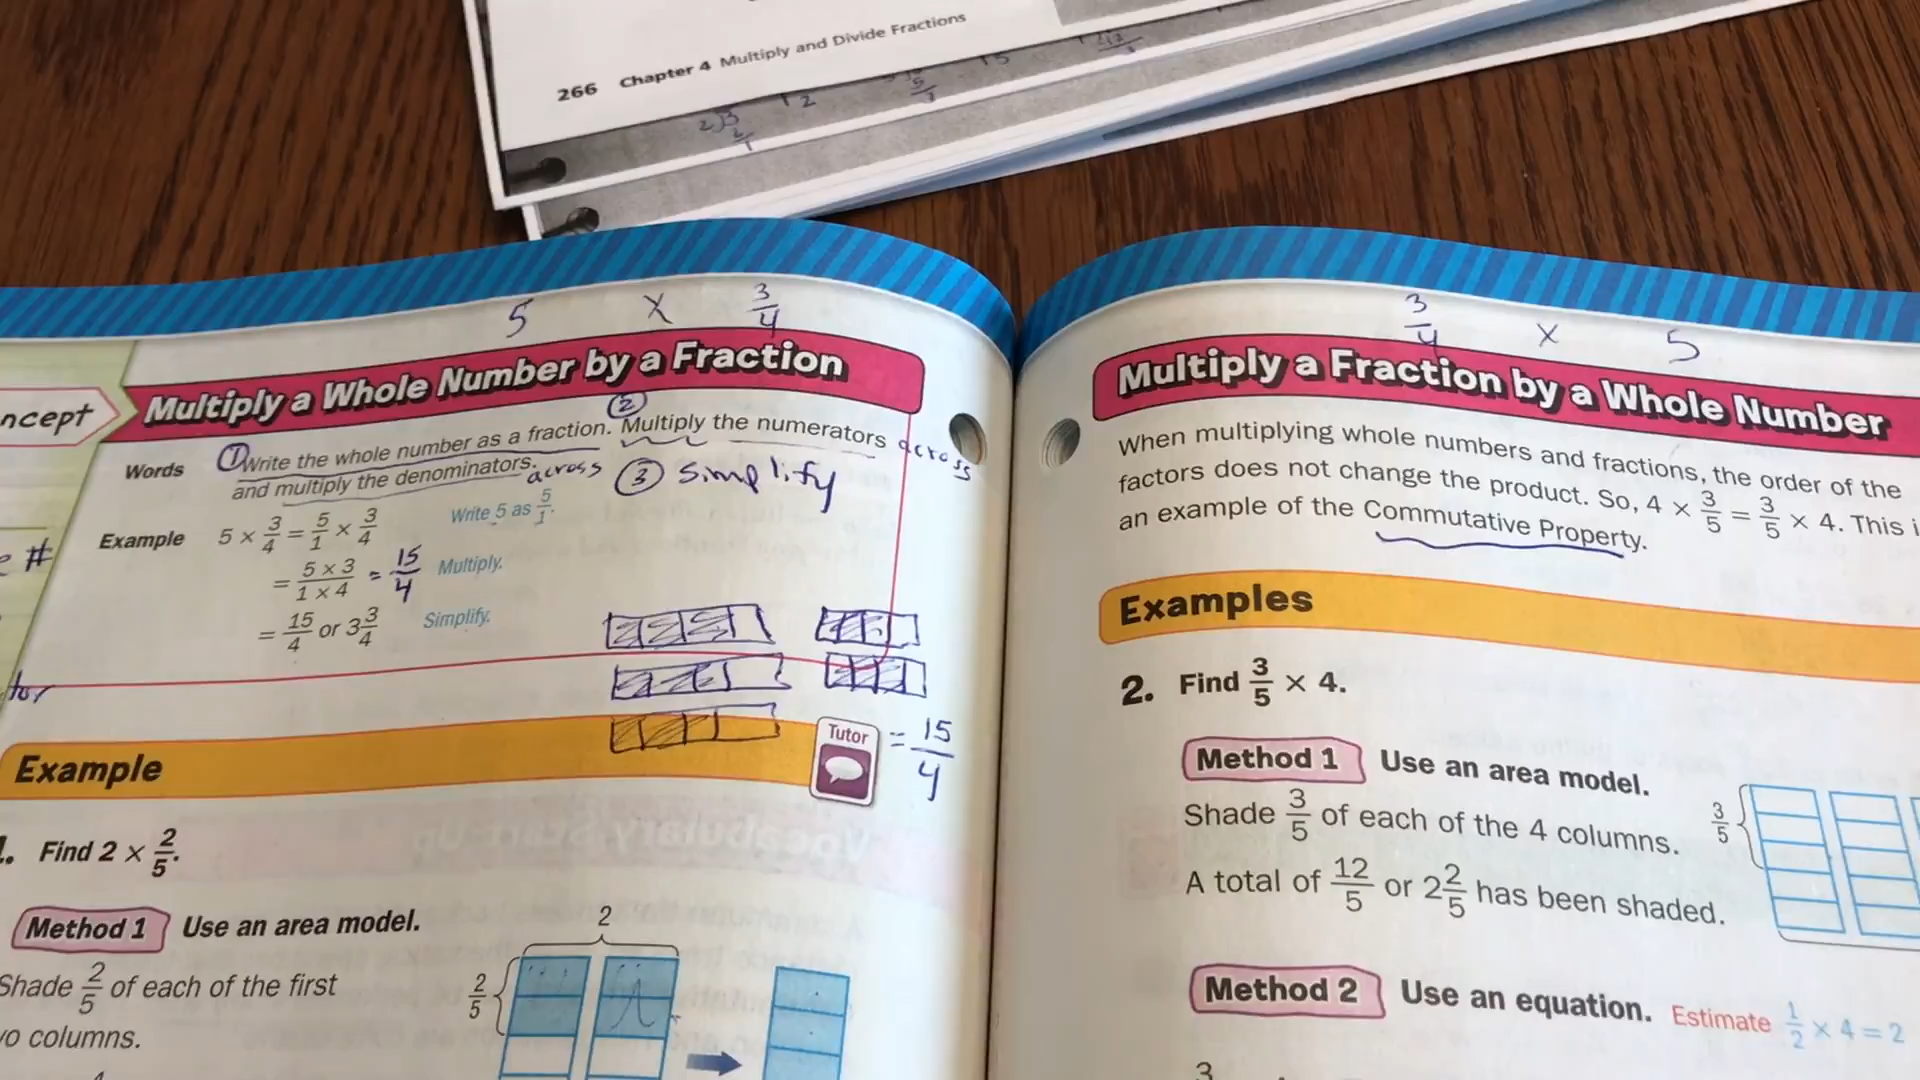 266 Chapter 4 Multiply and Divide Fractions
5 x 3/4
Multiply a Whole Number by a Fraction
ncept
②
Words ① Write the whole number as a fraction. Multiply the numerators across
and multiply the denominators. across ③ Simplify
Example 5 × 3/4 = 5/1 × 3/4 Write 5 as 5/1.
#
= 5 × 3 / 1 × 4 = 15/4 Multiply.
= 15/4 or 3 3/4 Simplify.
tor
= 15/4
Tutor
Example
Find 2 × 2/5.
Method 1 Use an area model.
2
Shade 2/5 of each of the first
2/5
wo columns.
3/4 x 5
Multiply a Fraction by a Whole Number
When multiplying whole numbers and fractions, the order of the
factors does not change the product. So, 4 × 3/5 = 3/5 × 4. This i
an example of the Commutative Property.
Examples
2. Find 3/5 × 4.
Method 1 Use an area model.
Shade 3/5 of each of the 4 columns.
3/5
A total of 12/5 or 2 2/5 has been shaded.
Method 2 Use an equation. Estimate 1/2 × 4 = 2
3